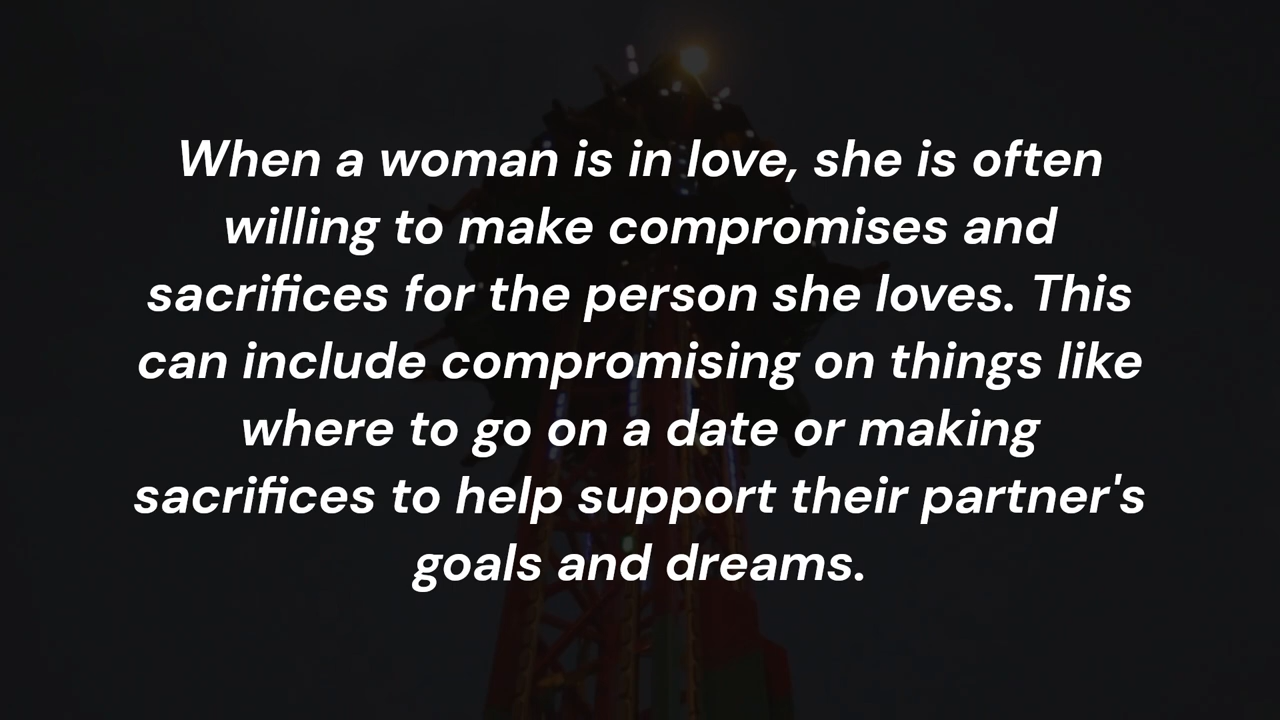 When a woman is in love, she is often
willing to make compromises and
sacrifices for the person she loves. This
can include compromising on things like
where to go on a date or making
sacrifices to help support their partner's
goals and dreams.